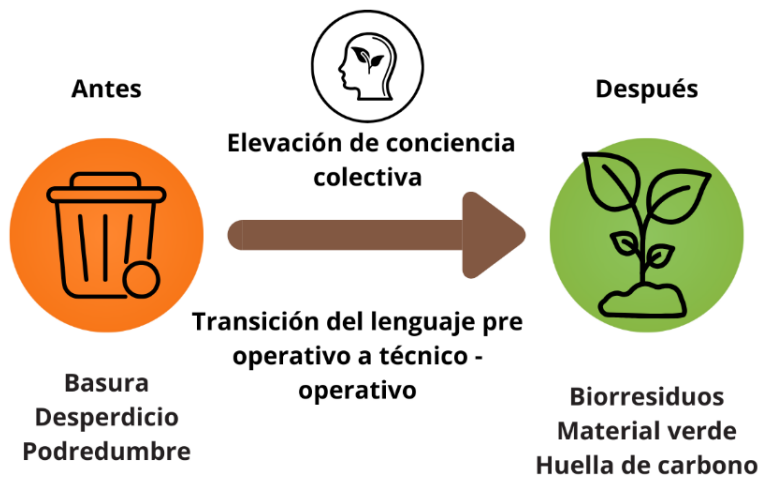 Antes
Elevación de conciencia
colectiva
Transición del lenguaje pre
operativo a técnico -
operativo
Basura
Desperdicio
Podredumbre
Después
Biorresiduos
Material verde
Huella de carbono